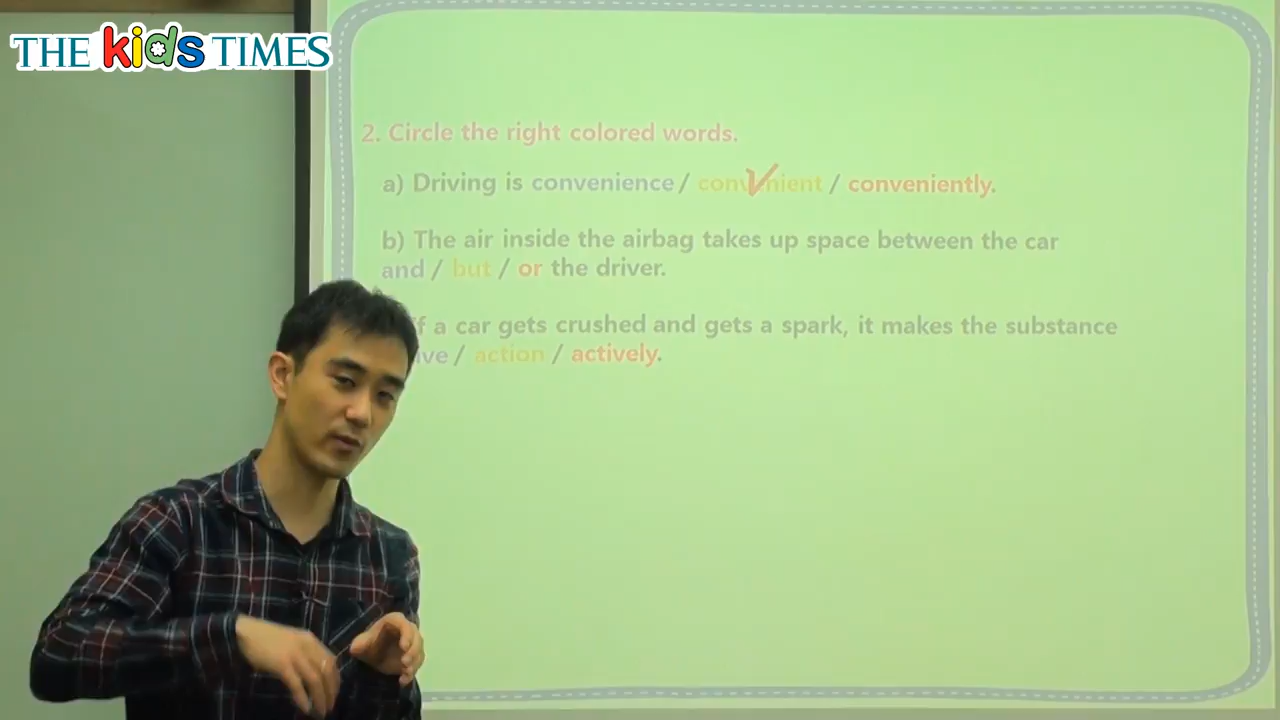 THE kids TIMES
2. Circle the right colored words.
a) Driving is convenience / convenient / conveniently.
b) The air inside the airbag takes up space between the car
and / but / or the driver.
a car gets crushed and gets a spark, it makes the substance
/ action / actively.